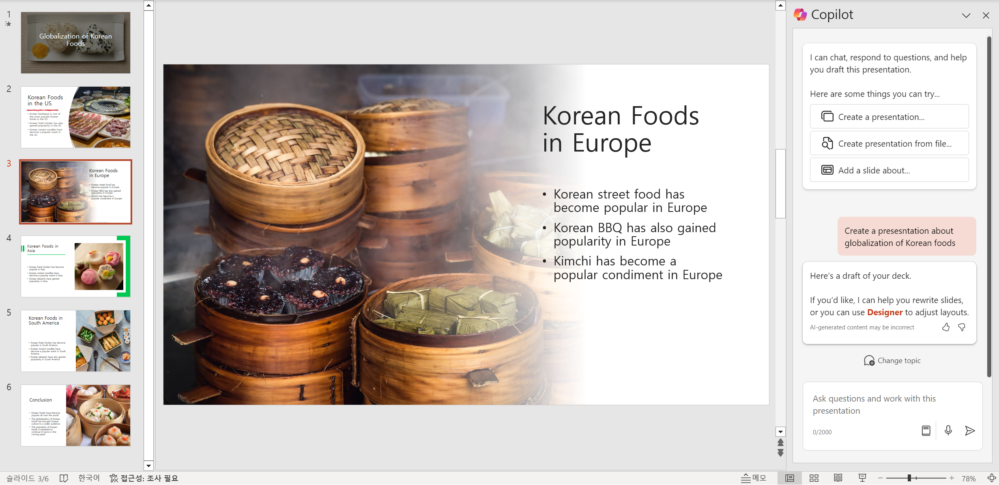 1
Globalization of Korean
Foods
2
Korean Foods
in the US
• Korean barbeque is one of
the most popular Korean
foods in the US
• Korean fried chicken has also
gained popularity in the US
• Korean instant noodles have
become a popular snack in
the US
3
Korean Foods
in Europe
• Korean street food has
become popular in Europe
• Korean BBQ has also gained
popularity in Europe
• Kimchi has become a
popular condiment in Europe
4
Korean Foods in
Asia
• Korean fried chicken has become
popular in Asia
• Korean instant noodles have
become a popular snack in Asia
• Korean desserts have gained
popularity in Asia
5
Korean Foods in
South America
• Korean fried chicken has become
popular in South America
• Korean instant noodles have
become a popular snack in South
America
• Korean desserts have also gained
popularity in South America
6
Conclusion
• Korean foods have become
popular all over the world
• The globalization of Korean
foods has brought Korean
culture to a wider audience
• The popularity of Korean
foods is expected to
continue to grow in the
coming years
Korean Foods
in Europe
• Korean street food has
become popular in Europe
• Korean BBQ has also gained
popularity in Europe
• Kimchi has become a
popular condiment in Europe
Copilot
I can chat, respond to questions, and help
you draft this presentation.
Here are some things you can try...
Create a presentation...
Create presentation from file...
Add a slide about...
Create a presesntation about
globalization of Korean foods
Here's a draft of your deck.
If you'd like, I can help you rewrite slides,
or you can use Designer to adjust layouts.
AI-generated content may be incorrect
Change topic
Ask questions and work with this
presentation
0/2000
슬라이드 3/6
한국어
접근성: 조사 필요
메모
78%